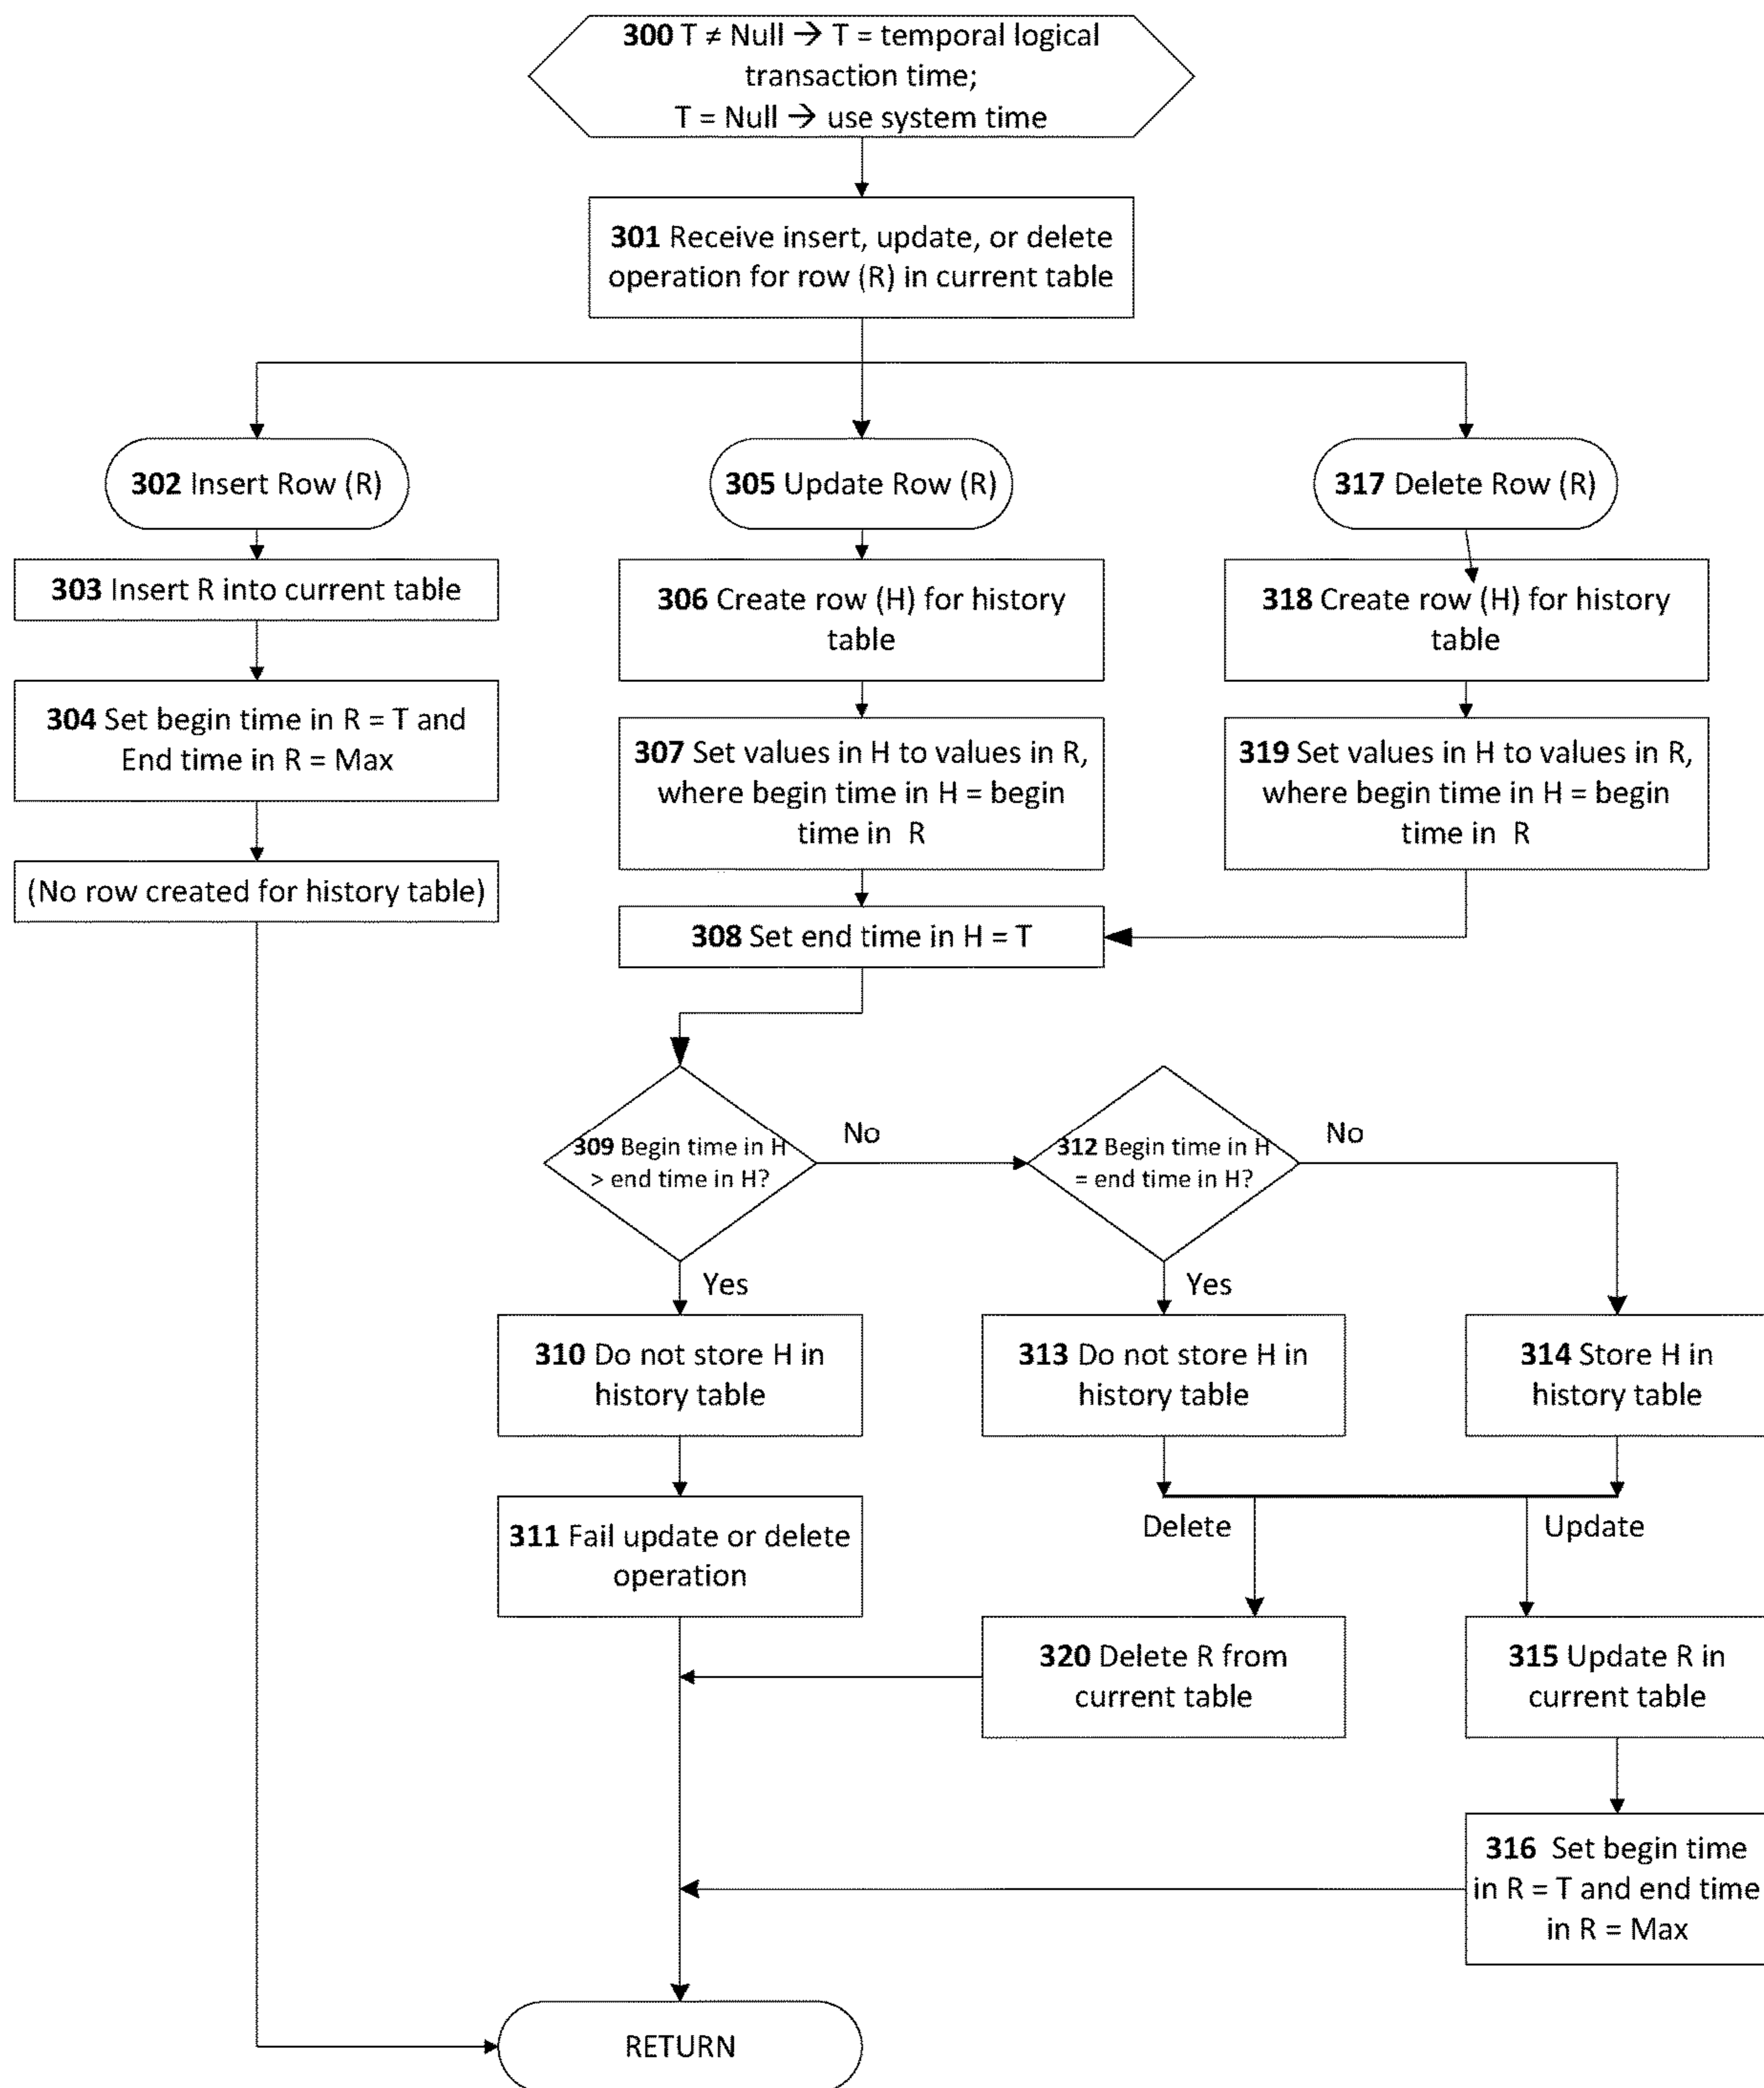 300 T ≠ Null → T = temporal logical
transaction time;
T = Null → use system time
301 Receive insert, update, or delete
operation for row (R) in current table
302 Insert Row (R)
305 Update Row (R)
317 Delete Row (R)
303 Insert R into current table
306 Create row (H) for history
table
318 Create row (H) for history
table
304 Set begin time in R = T and
End time in R = Max
307 Set values in H to values in R,
where begin time in H = begin
time in R
319 Set values in H to values in R,
where begin time in H = begin
time in R
(No row created for history table)
308 Set end time in H = T
309 Begin time in H
> end time in H?
No
312 Begin time in H
= end time in H?
No
Yes
Yes
310 Do not store H in
history table
313 Do not store H in
history table
314 Store H in
history table
311 Fail update or delete
operation
Delete
Update
320 Delete R from
current table
315 Update R in
current table
316 Set begin time
in R = T and end time
in R = Max
RETURN